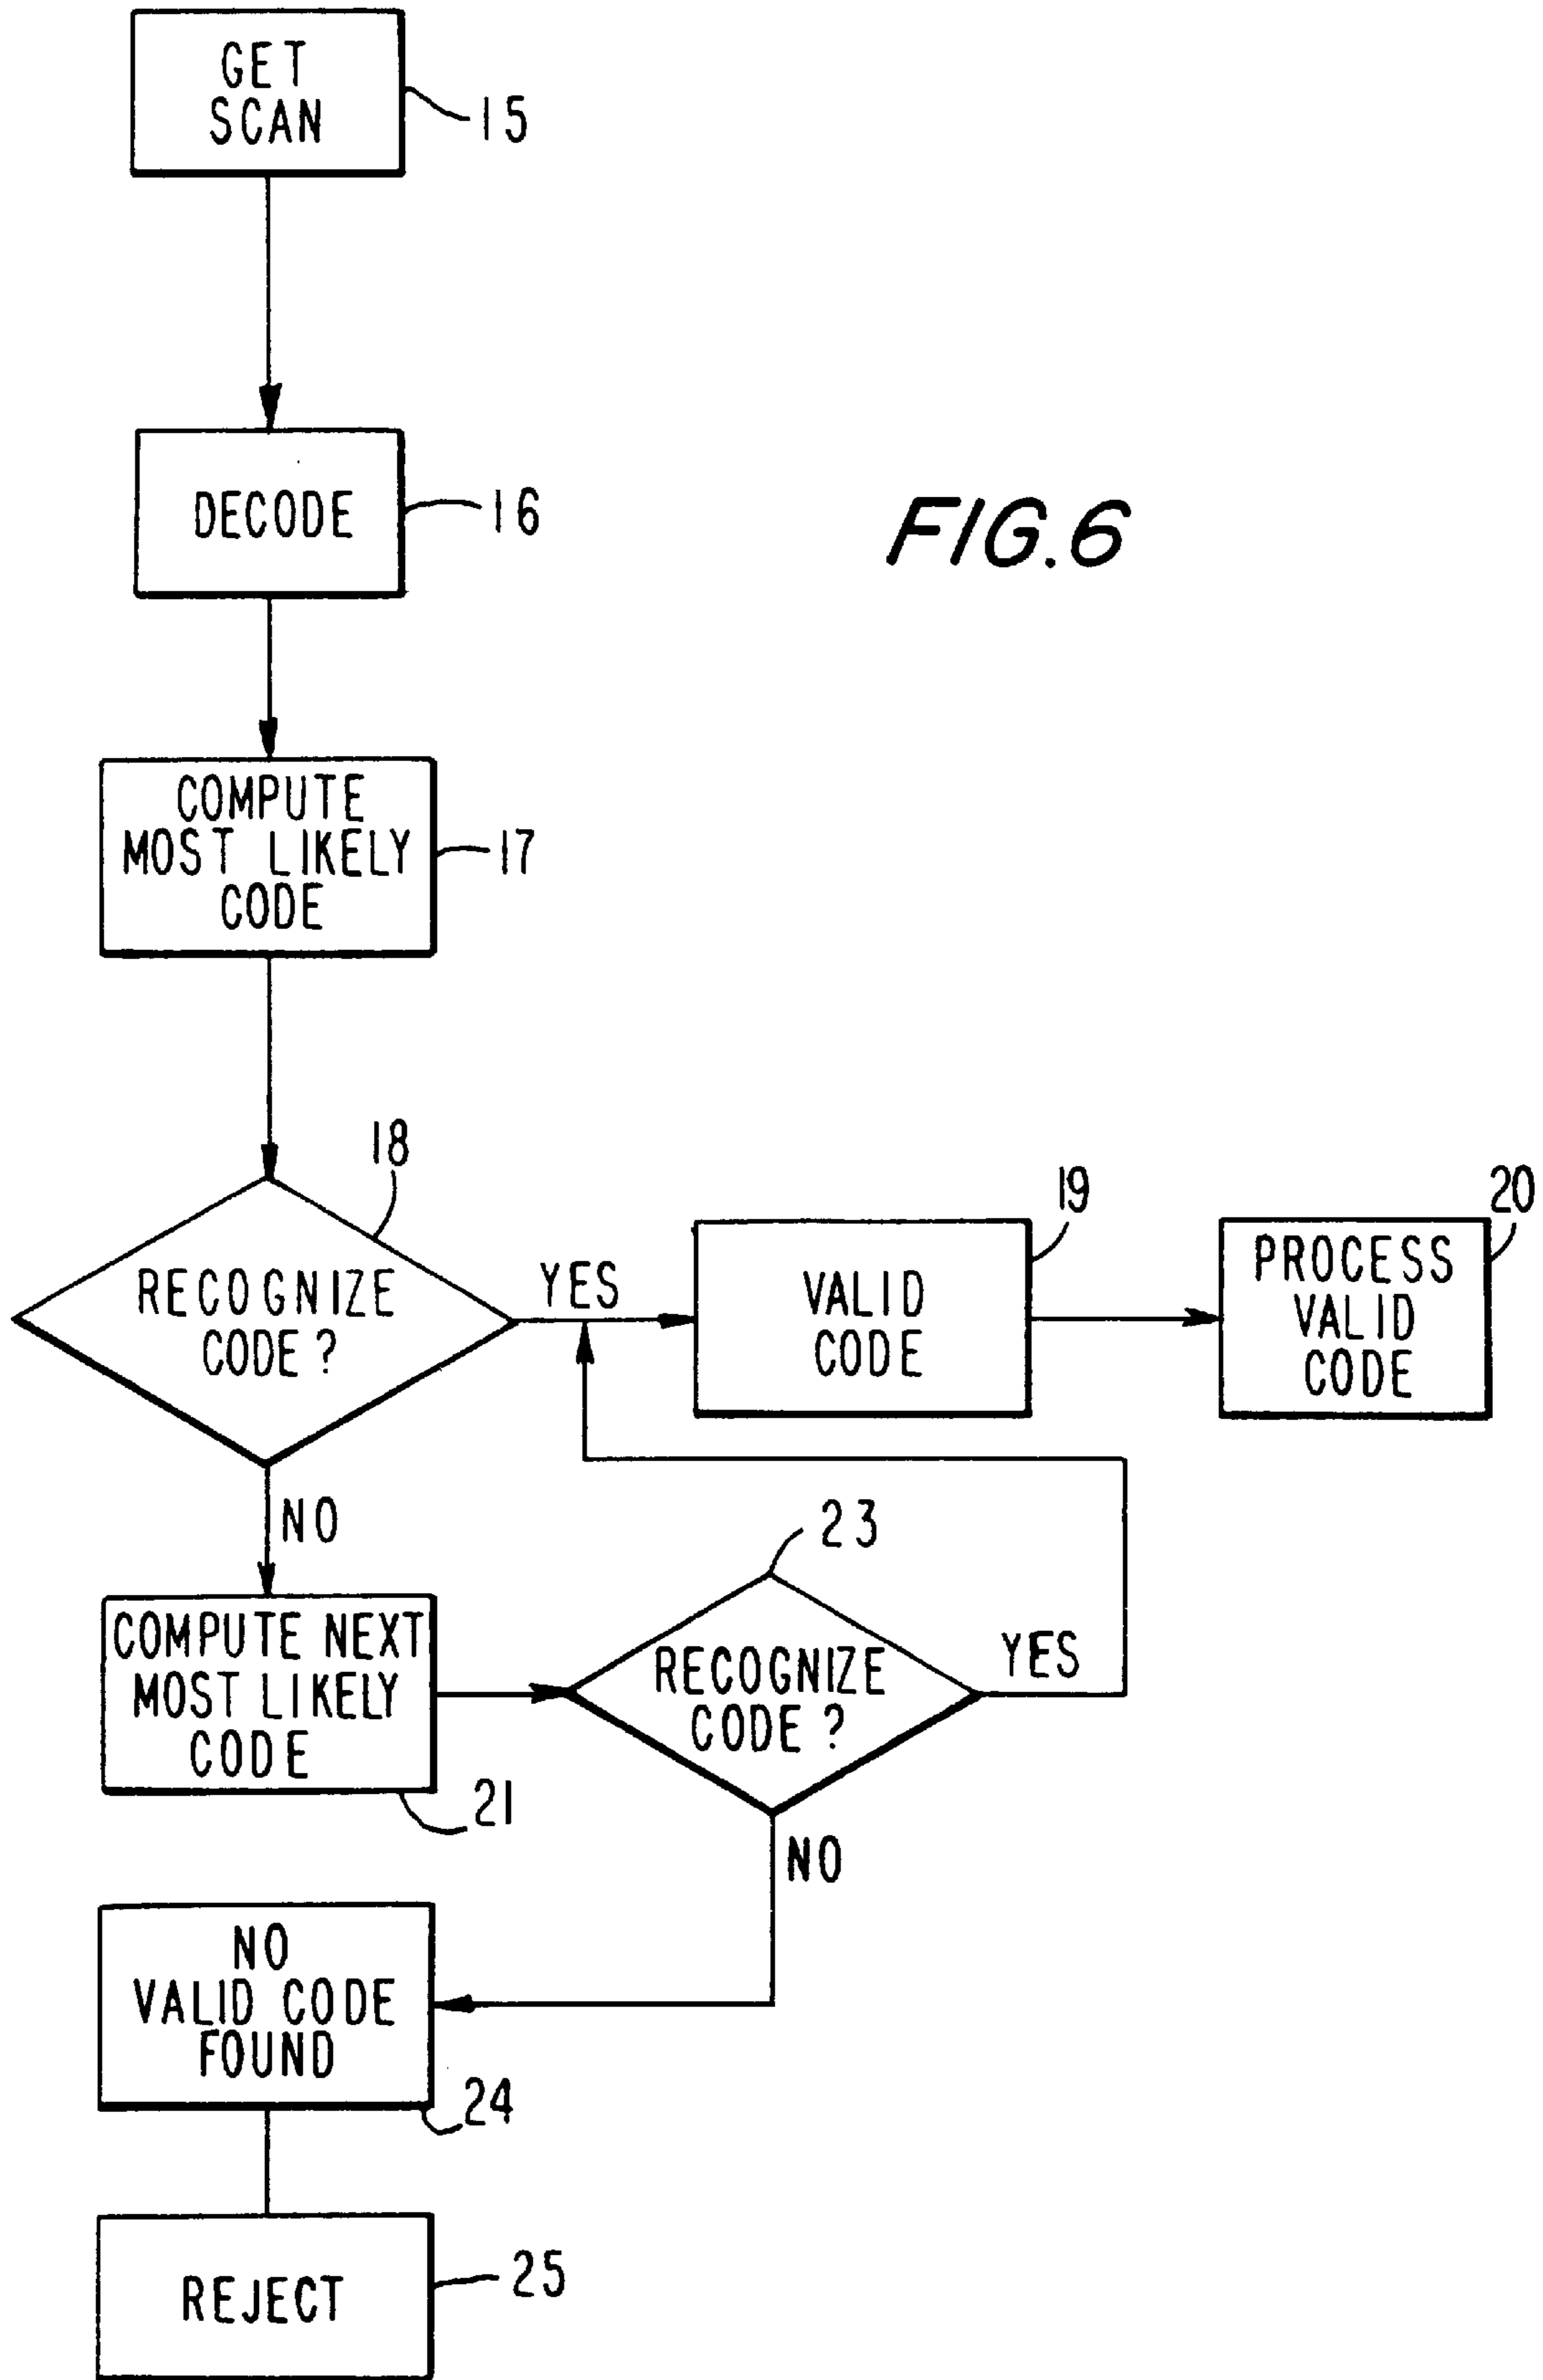 GET
SCAN
15
DECODE
16
FIG.6
COMPUTE
MOST LIKELY
CODE
17
18
RECOGNIZE
CODE?
YES
19
VALID
CODE
20
PROCESS
VALID
CODE
NO
COMPUTE NEXT
MOST LIKELY
CODE
21
23
RECOGNIZE
CODE?
YES
NO
NO
VALID CODE
FOUND
24
REJECT
25